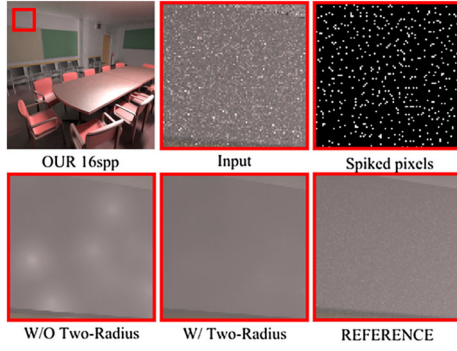 OUR 16spp
Input
Spiked pixels
W/O Two-Radius
W/ Two-Radius
REFERENCE